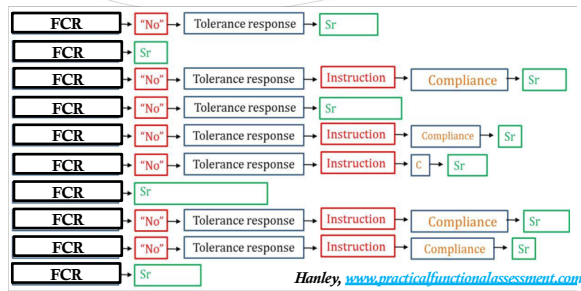 FCR "No" Tolerance response Sr
FCR Sr
FCR "No" Tolerance response Instruction Compliance Sr
FCR "No" Tolerance response Sr
FCR "No" Tolerance response Instruction Compliance Sr
FCR "No" Tolerance response Instruction C Sr
FCR Sr
FCR "No" Tolerance response Instruction Compliance Sr
FCR "No" Tolerance response Instruction Compliance Sr
FCR Sr
Hanley, www.practicalfunctionalassessment.com